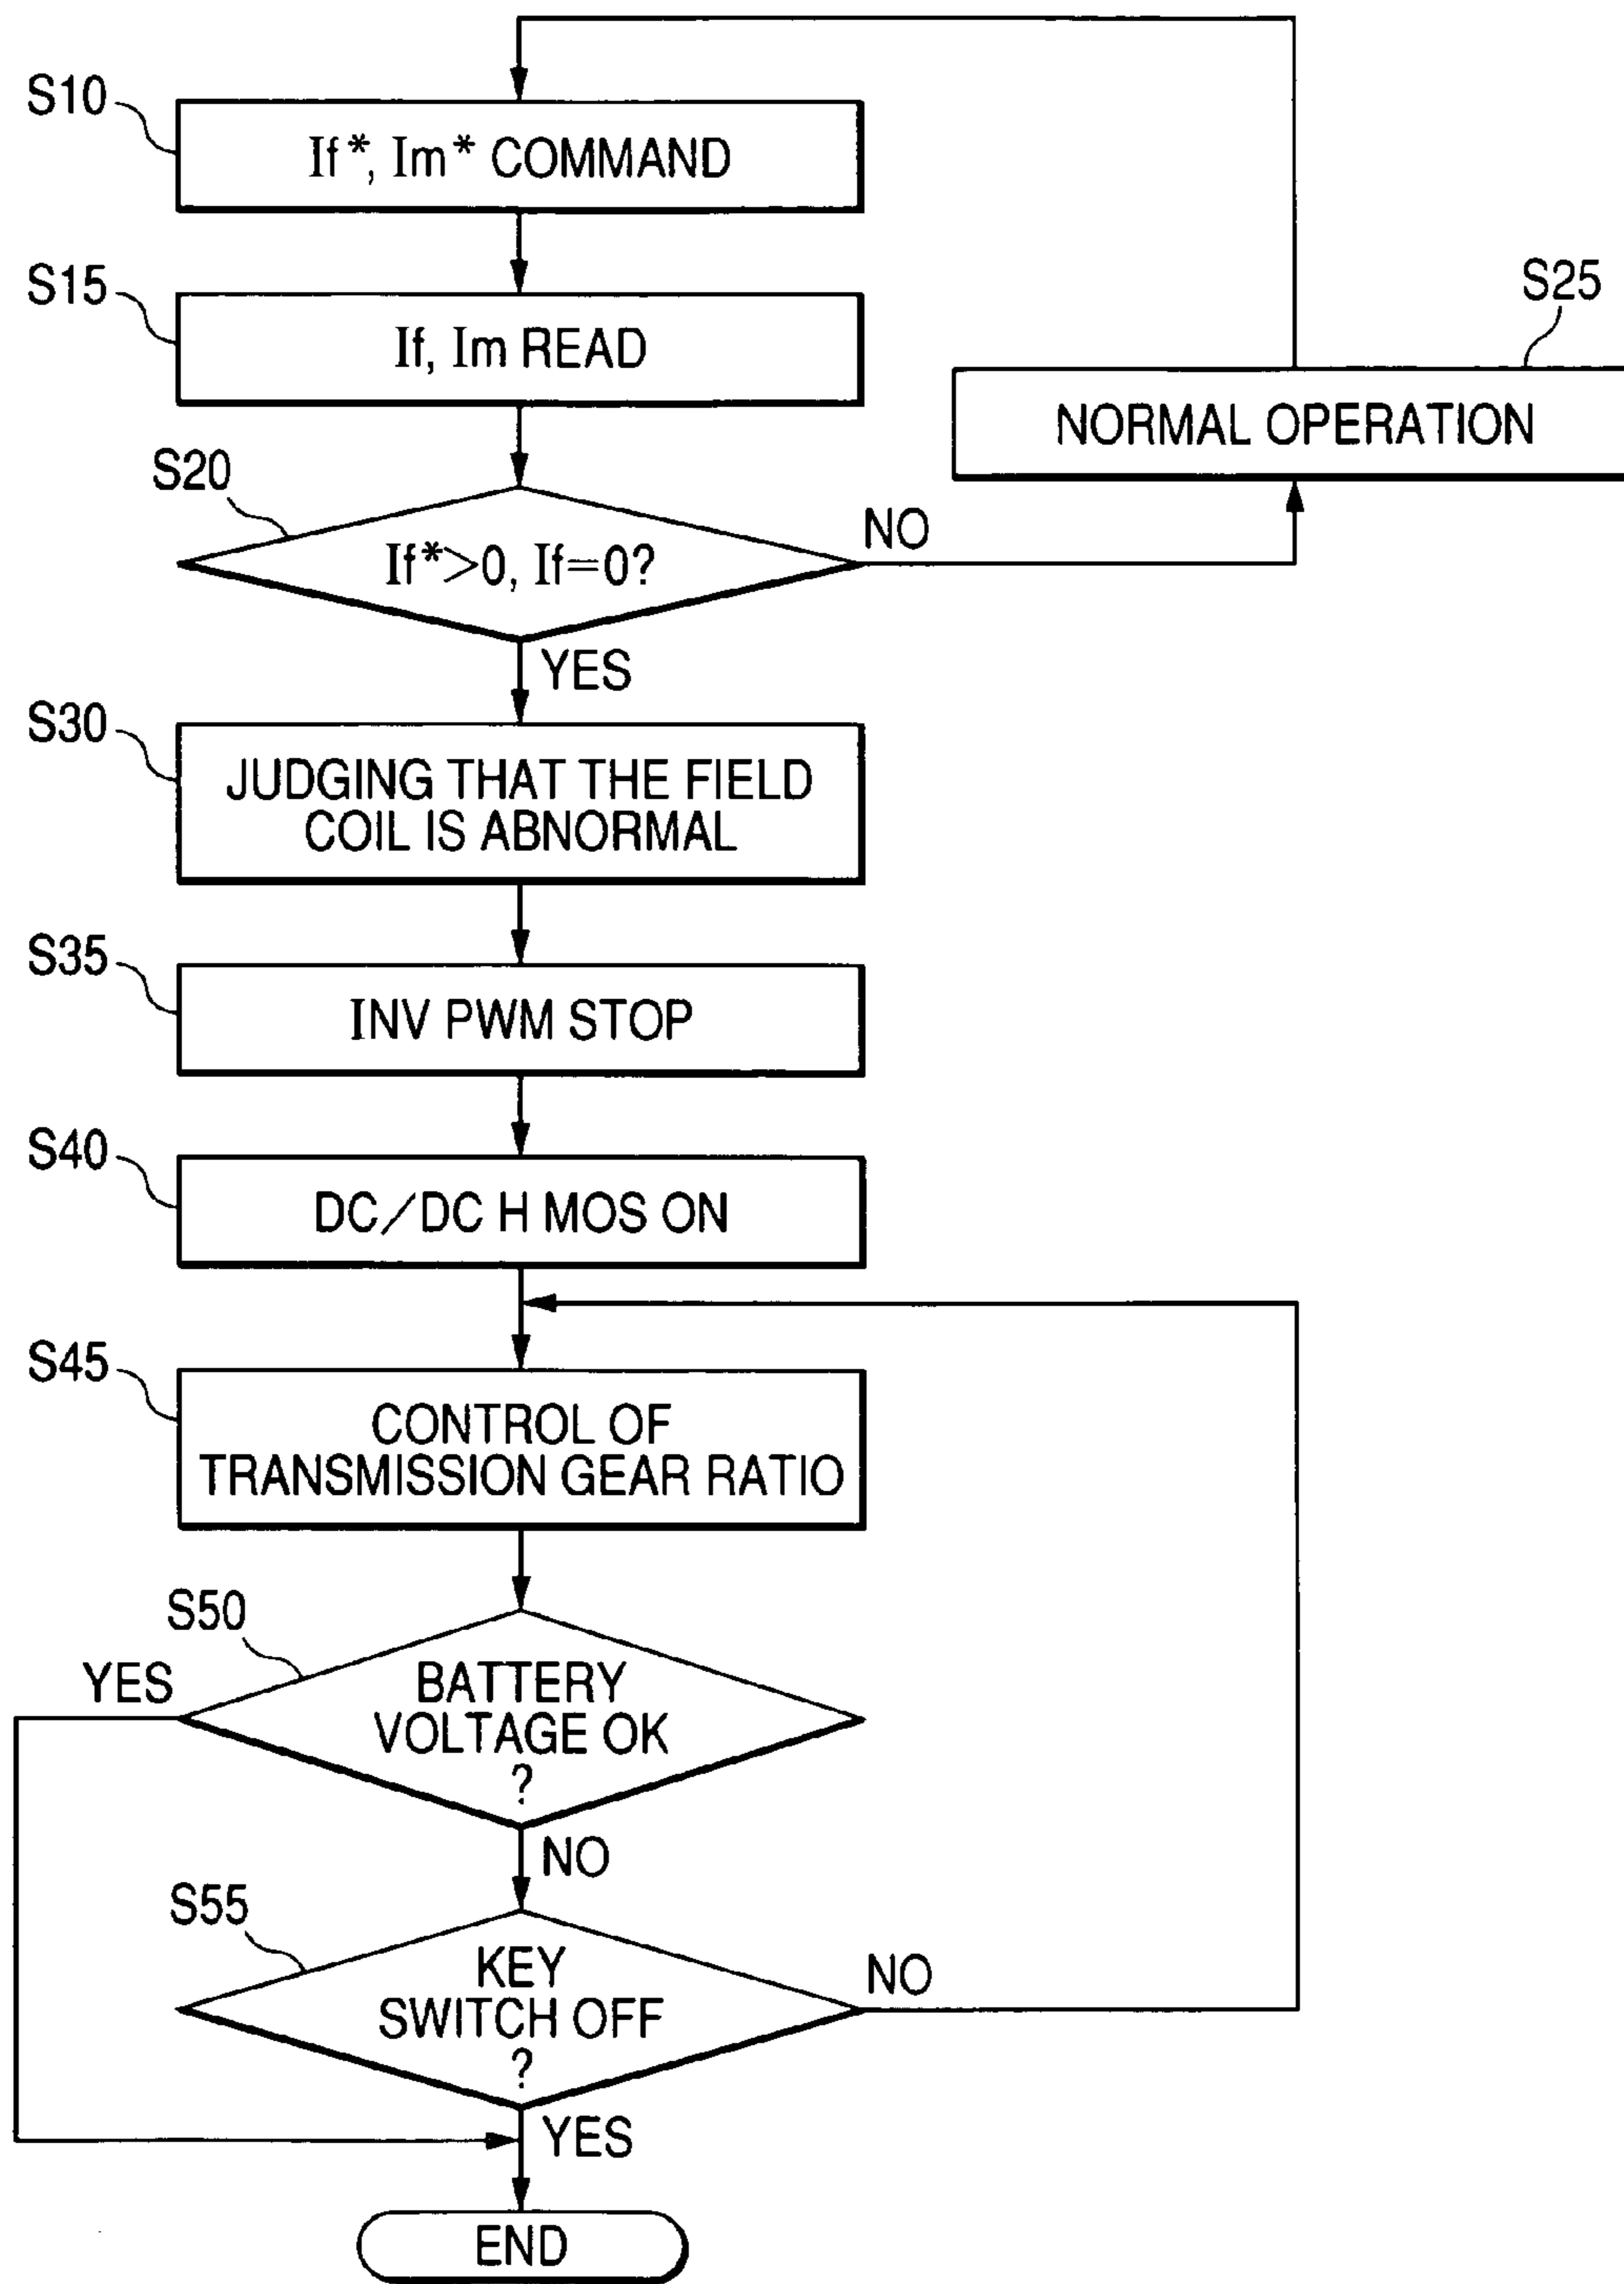 S10
If*, Im* COMMAND
S15
If, Im READ
S25
NORMAL OPERATION
S20
If*>0, If=0?
NO
YES
S30
JUDGING THAT THE FIELD
COIL IS ABNORMAL
S35
INV PWM STOP
S40
DC/DC H MOS ON
S45
CONTROL OF
TRANSMISSION GEAR RATIO
S50
YES
BATTERY
VOLTAGE OK
?
NO
S55
KEY
SWITCH OFF
?
NO
YES
END